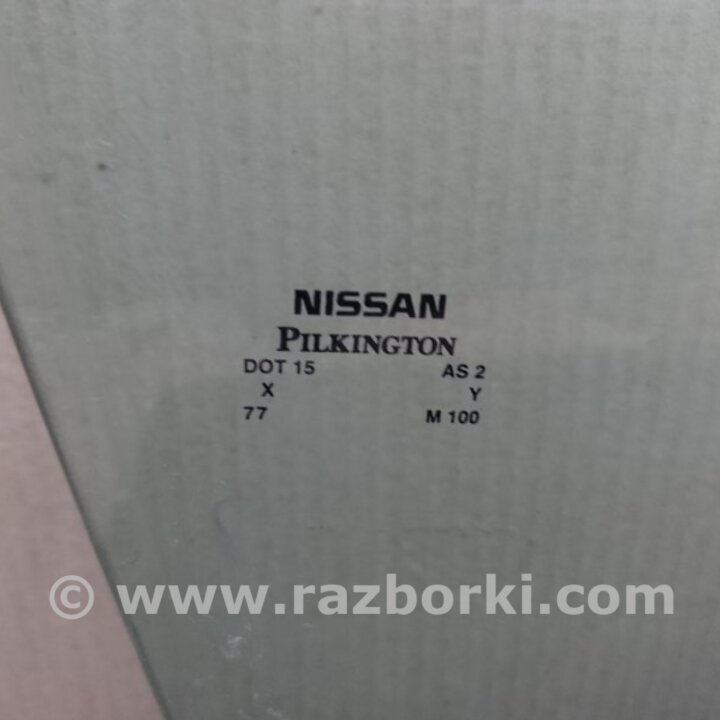 NISSAN
PILKINGTON
DOT 15 AS 2
X Y
77 M 100
© www.razborki.com